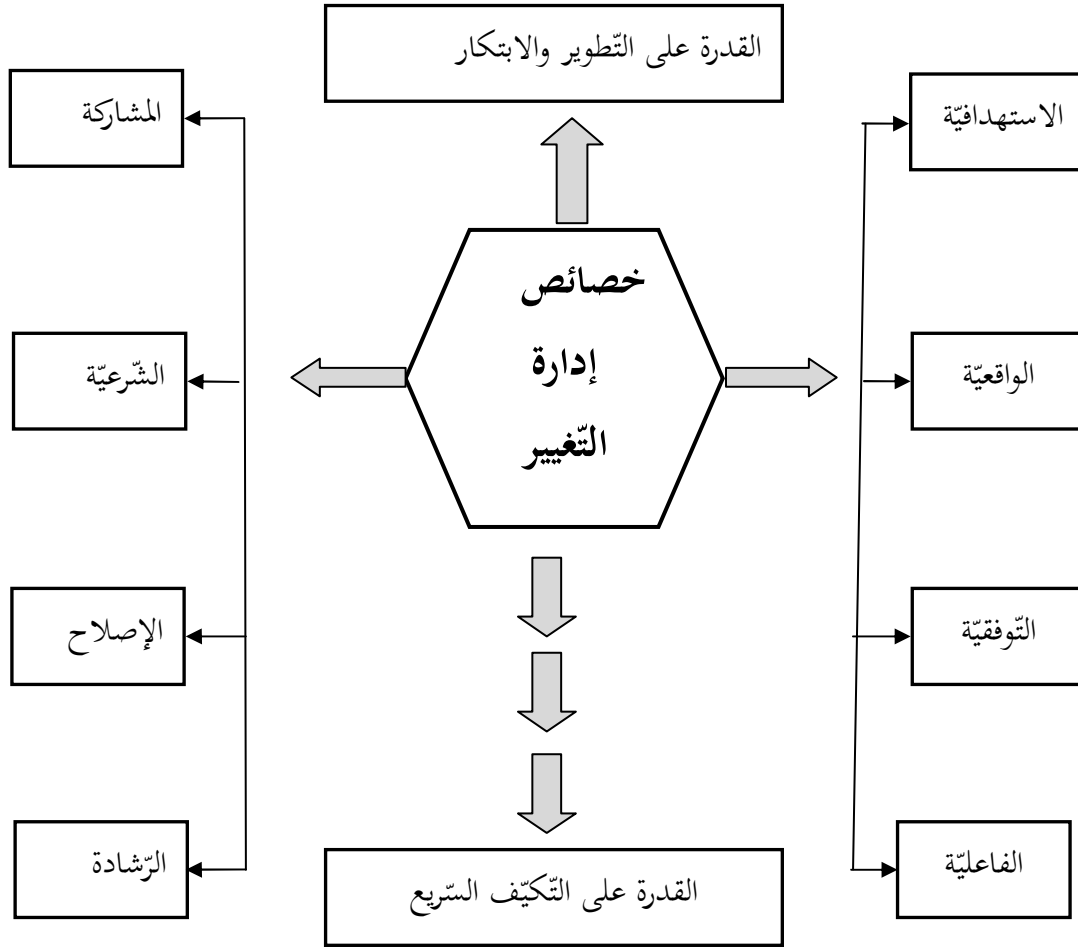 القدرة على التّطوير والابتكار
الاستهدافيّة
المشاركة
خصائص
إدارة
التّغيير
الواقعيّة
الشّرعيّة
التّوفقيّة
الإصلاح
الفاعليّة
الرّشادة
القدرة على التّكيّف السّريع